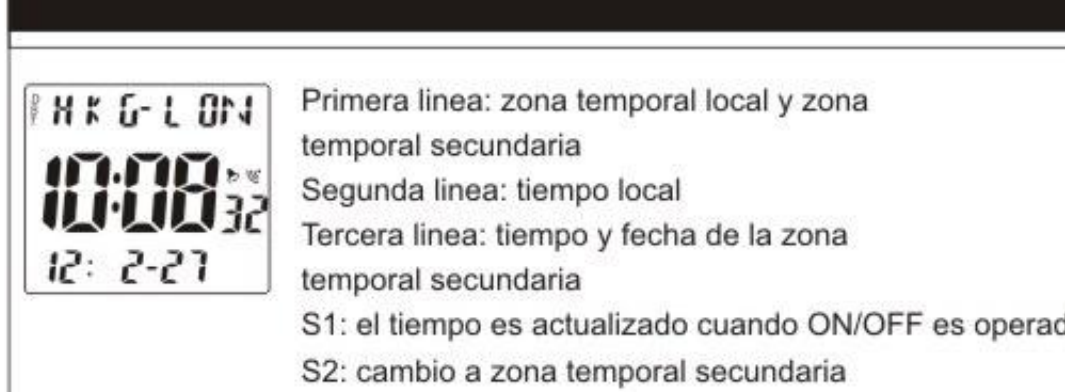 DST HKG-LON
10:08 32
12: 2-27
Primera linea: zona temporal local y zona
temporal secundaria
Segunda linea: tiempo local
Tercera linea: tiempo y fecha de la zona
temporal secundaria
S1: el tiempo es actualizado cuando ON/OFF es operad
S2: cambio a zona temporal secundaria